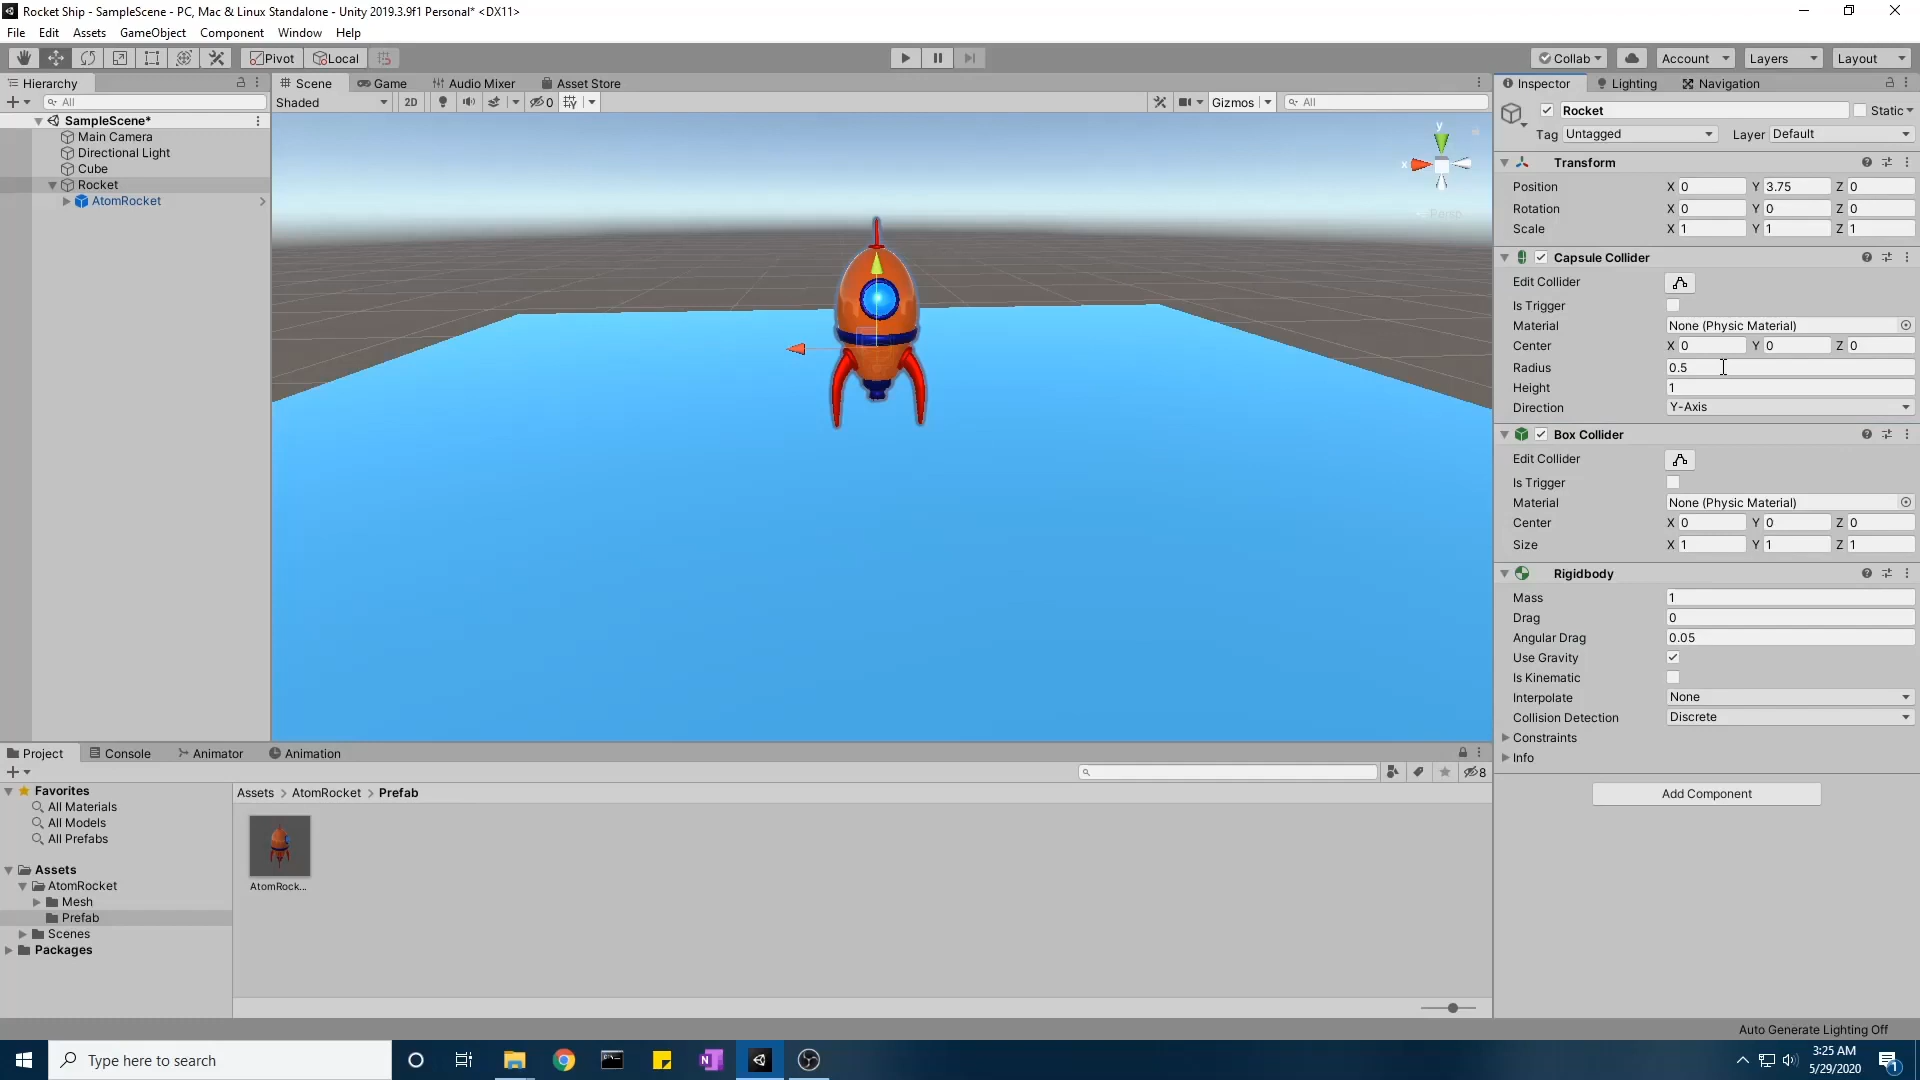 Rocket Ship - SampleScene - PC, Mac & Linux Standalone - Unity 2019.3.9f1 Personal* <DX11>
File Edit Assets GameObject Component Window Help
Pivot Local Collab Account Layers Layout
Hierarchy
All
SampleScene*
Main Camera
Directional Light
Cube
Rocket
AtomRocket
Scene Game Audio Mixer Asset Store
Shaded 2D 0 Gizmos All
y
x
Persp
Inspector Lighting Navigation
Rocket Static
Tag Untagged Layer Default
Transform
Position X 0 Y 3.75 Z 0
Rotation X 0 Y 0 Z 0
Scale X 1 Y 1 Z 1
Capsule Collider
Edit Collider
Is Trigger
Material None (Physic Material)
Center X 0 Y 0 Z 0
Radius 0.5
Height 1
Direction Y-Axis
Box Collider
Edit Collider
Is Trigger
Material None (Physic Material)
Center X 0 Y 0 Z 0
Size X 1 Y 1 Z 1
Rigidbody
Mass 1
Drag 0
Angular Drag 0.05
Use Gravity
Is Kinematic
Interpolate None
Collision Detection Discrete
Constraints
Info
Add Component
Project Console Animator Animation
8
Favorites
All Materials
All Models
All Prefabs
Assets
AtomRocket
Mesh
Prefab
Scenes
Packages
Assets > AtomRocket > Prefab
AtomRock...
Auto Generate Lighting Off
Type here to search
N
3:25 AM
5/29/2020
1